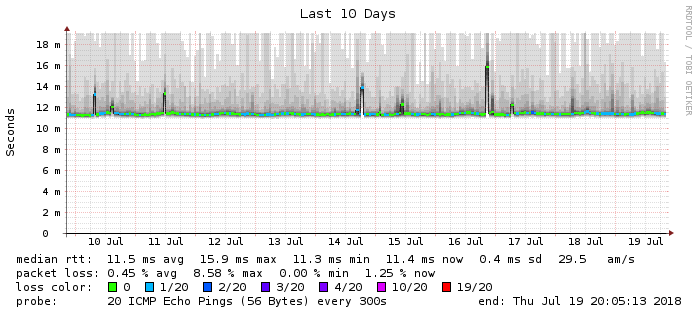 Last 10 Days
RRDTOOL / TOBI OETIKER
Seconds
18 m
16 m
14 m
12 m
10 m
8 m
6 m
4 m
2 m
0
10 Jul 11 Jul 12 Jul 13 Jul 14 Jul 15 Jul 16 Jul 17 Jul 18 Jul 19 Jul
median rtt: 11.5 ms avg 15.9 ms max 11.3 ms min 11.4 ms now 0.4 ms sd 29.5 am/s
packet loss: 0.45 % avg 8.58 % max 0.00 % min 1.25 % now
loss color: 0 1/20 2/20 3/20 4/20 10/20 19/20
probe: 20 ICMP Echo Pings (56 Bytes) every 300s end: Thu Jul 19 20:05:13 2018